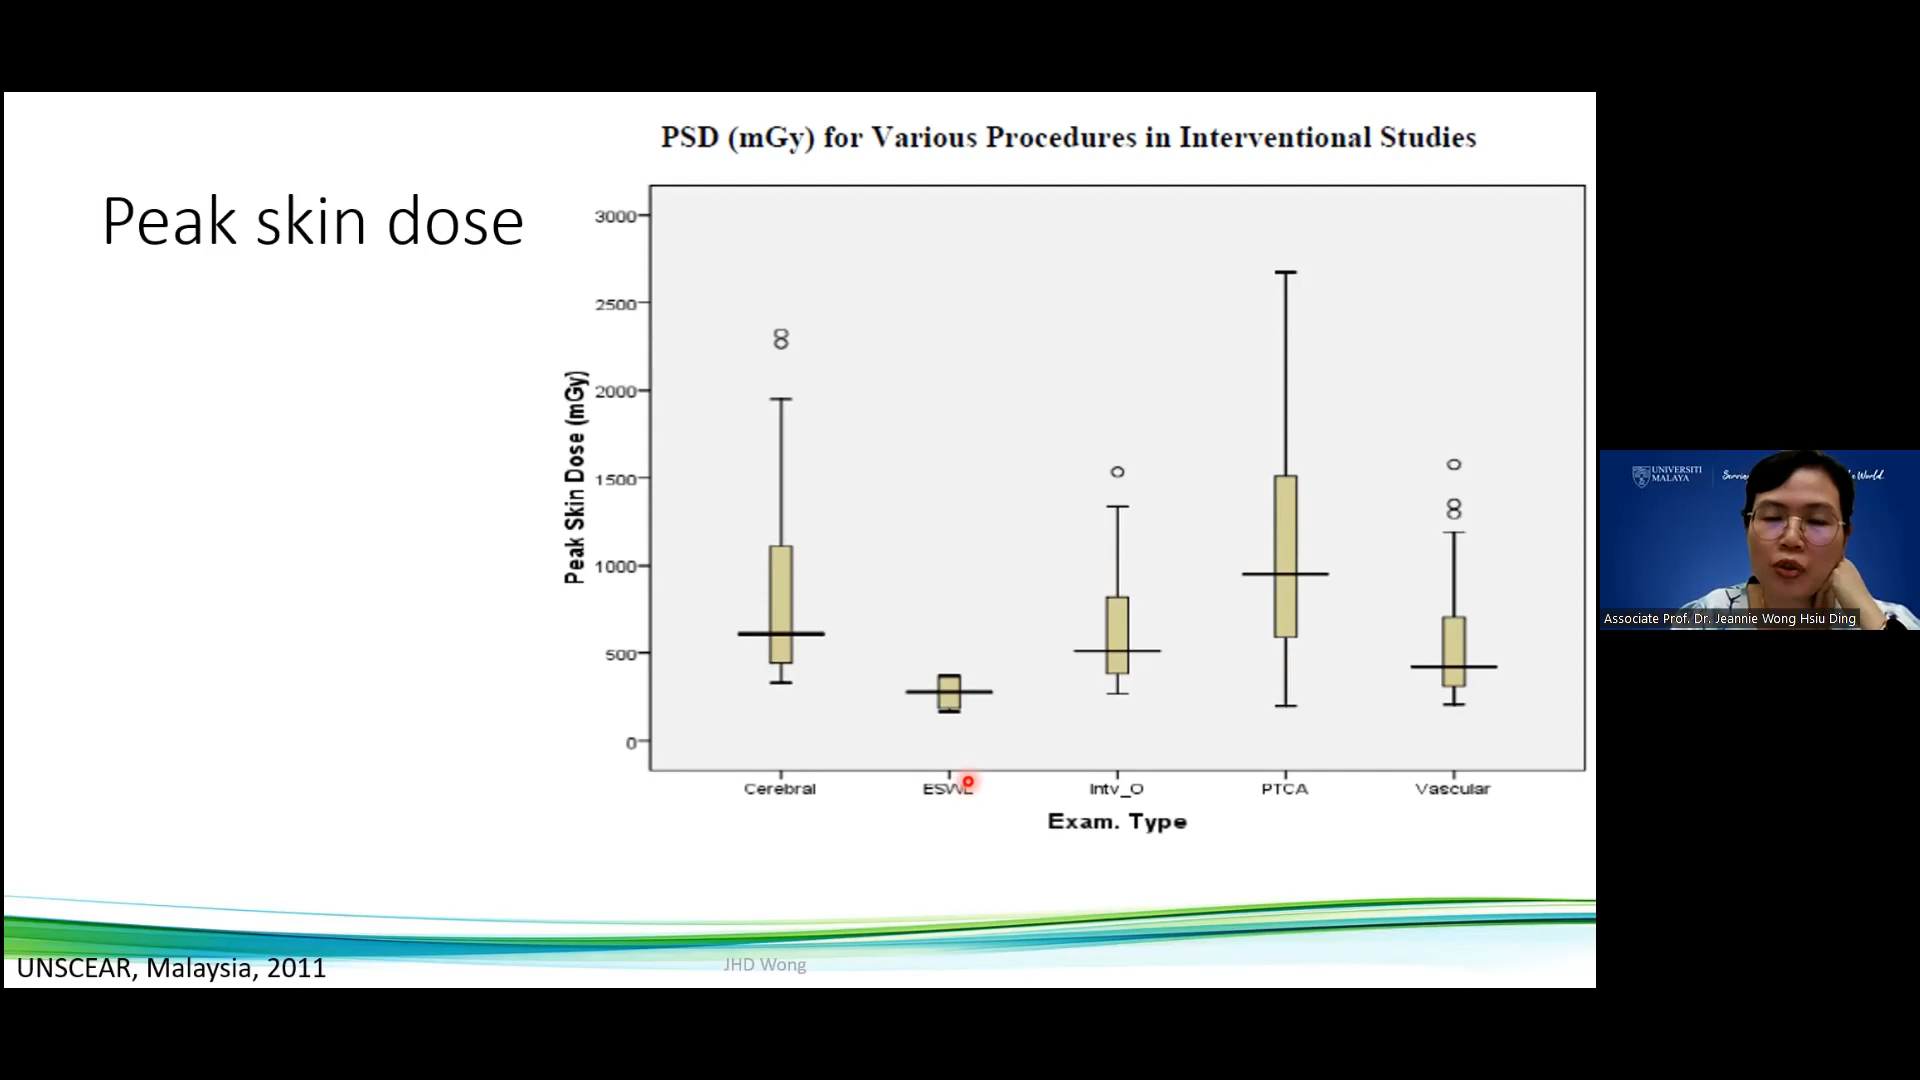 PSD (mGy) for Various Procedures in Interventional Studies
Peak skin dose
Peak Skin Dose (mGy)
3000
2500
2000
1500
1000
500
0
Cerebral
ESWL
Intv_O
PTCA
Vascular
Exam. Type
UNSCEAR, Malaysia, 2011
JHD Wong
UNIVERSITI
MALAYA
World
Associate Prof. Dr. Jeannie Wong Hsiu Ding